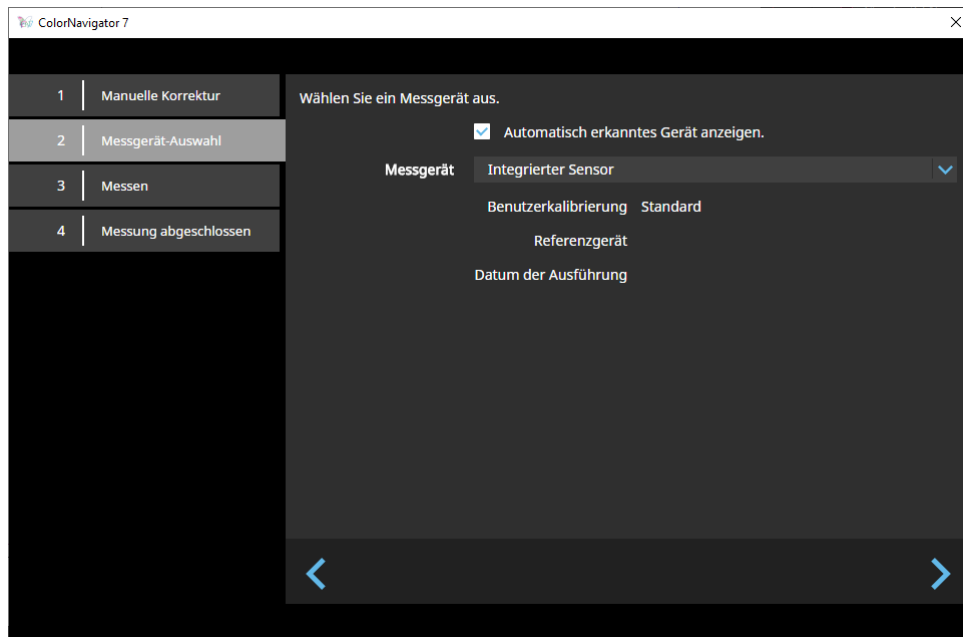 ColorNavigator 7
1 Manuelle Korrektur
2 Messgerät-Auswahl
3 Messen
4 Messung abgeschlossen
Wählen Sie ein Messgerät aus.
Automatisch erkanntes Gerät anzeigen.
Messgerät Integrierter Sensor
Benutzerkalibrierung Standard
Referenzgerät
Datum der Ausführung